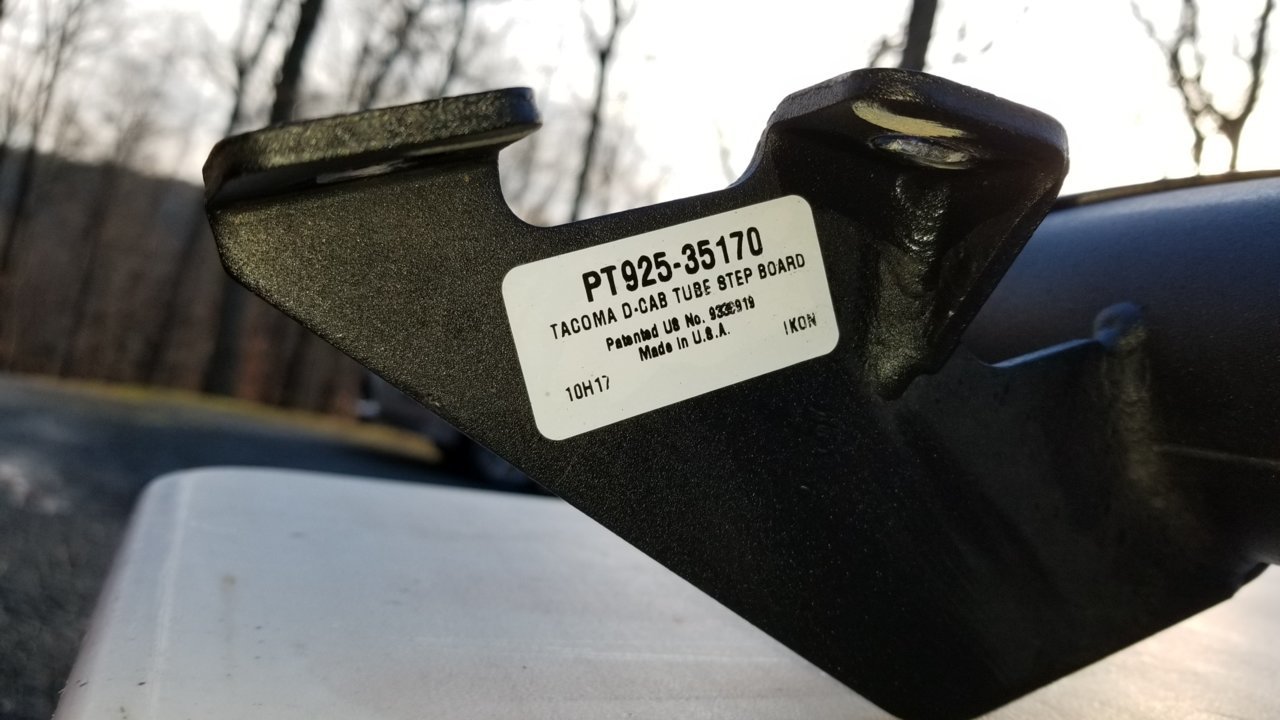 PT925-35170
TACOMA D-CAB TUBE STEP BOARD
Patented US No.
Made in U.S.A.
IKON
10H17